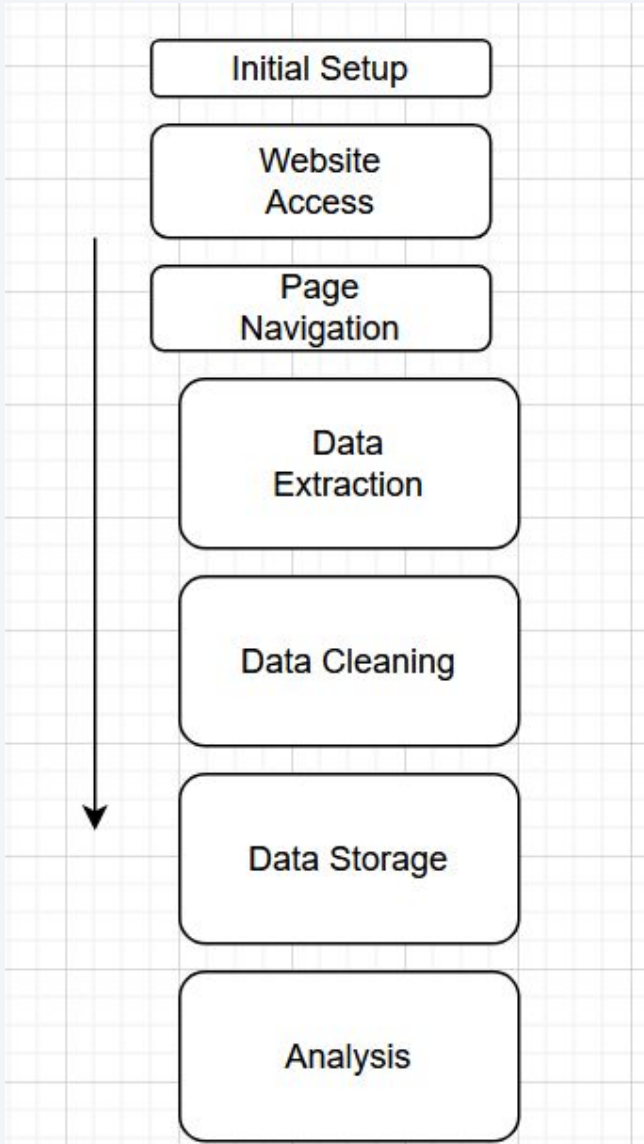 Initial Setup
Website
Access
Page
Navigation
Data
Extraction
Data Cleaning
Data Storage
Analysis